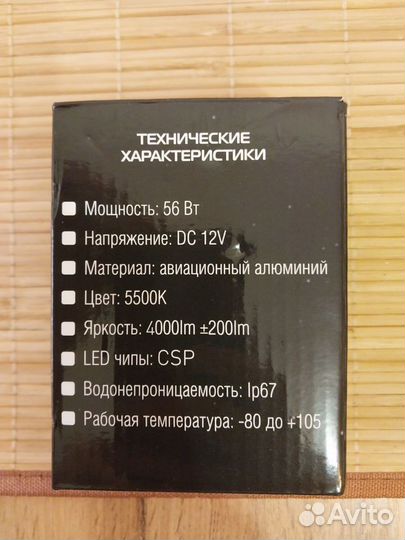 ТЕХНИЧЕСКИЕ
ХАРАКТЕРИСТИКИ
Мощность: 56 Вт
Напряжение: DC 12V
Материал: авиационный алюминий
Цвет: 5500K
Яркость: 4000lm ±200lm
LED чипы: CSP
Водонепроницаемость: Ip67
Рабочая температура: -80 до +105
Avito